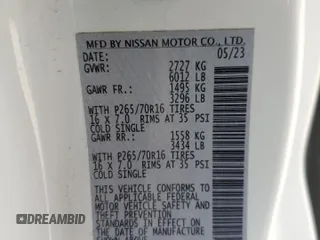 MFD BY NISSAN MOTOR CO., LTD.
DATE: 05/23
GVWR: 2727 KG
6012 LB
GAWR FR.: 1495 KG
3296 LB
WITH P265/70R16 TIRES
16 X 7.0 RIMS AT 35 PSI
COLD SINGLE
GAWR RR.: 1558 KG
3434 LB
WITH P265/70R16 TIRES
16 X 7.0 RIMS AT 35 PSI
COLD SINGLE
THIS VEHICLE CONFORMS TO ALL
APPLICABLE FEDERAL MOTOR
VEHICLE SAFETY AND THEFT
PREVENTION STANDARDS
IN EFFECT ON THE DATE OF
DREAMBID